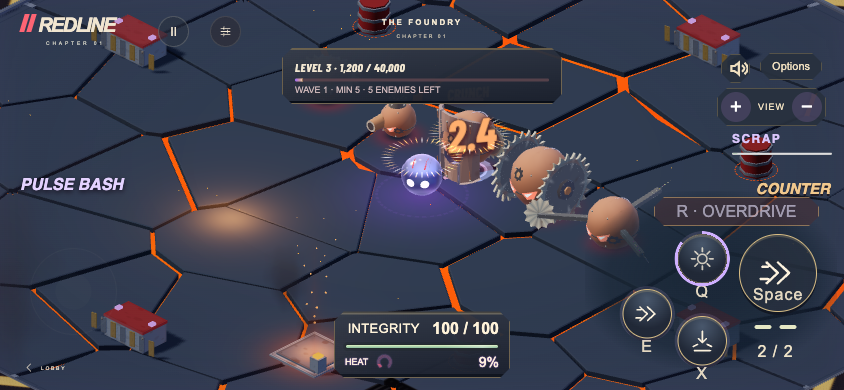 REDLINE
CHAPTER 01
THE FOUNDRY
CHAPTER 01
LEVEL 3 · 1,200 / 40,000
WAVE 1 · MIN 5 · 5 ENEMIES LEFT
Options
+ VIEW −
SCRAP
2.4
PULSE BASH
COUNTER
R · OVERDRIVE
Q
Space
E
X
2 / 2
INTEGRITY 100 / 100
HEAT 9%
LOBBY